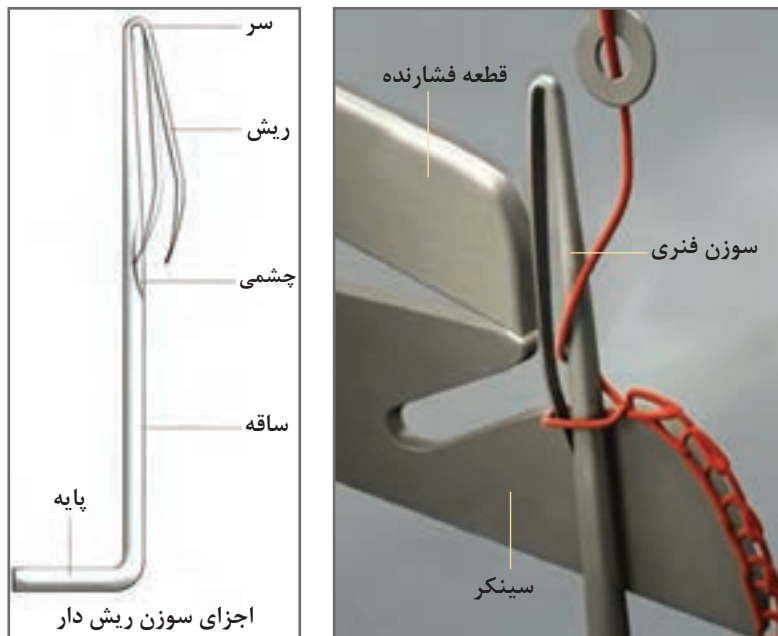 قطعه فشارنده
سوزن فنری
سینکر
سر
ریش
چشمی
ساقه
پایه
اجزای سوزن ریش دار